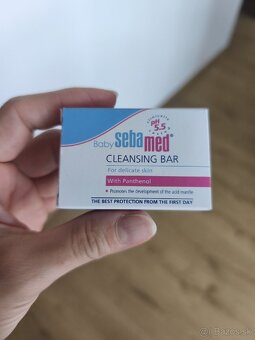 pH 5.5
Baby sebamed®
CLEANSING BAR
For delicate skin
With Panthenol
• Promotes the development of the acid mantle
THE BEST PROTECTION FROM THE FIRST DAY